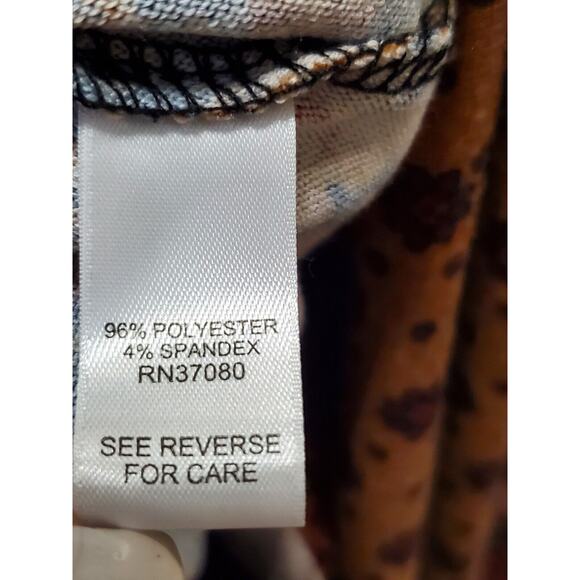 96% POLYESTER
4% SPANDEX
RN37080
SEE REVERSE
FOR CARE